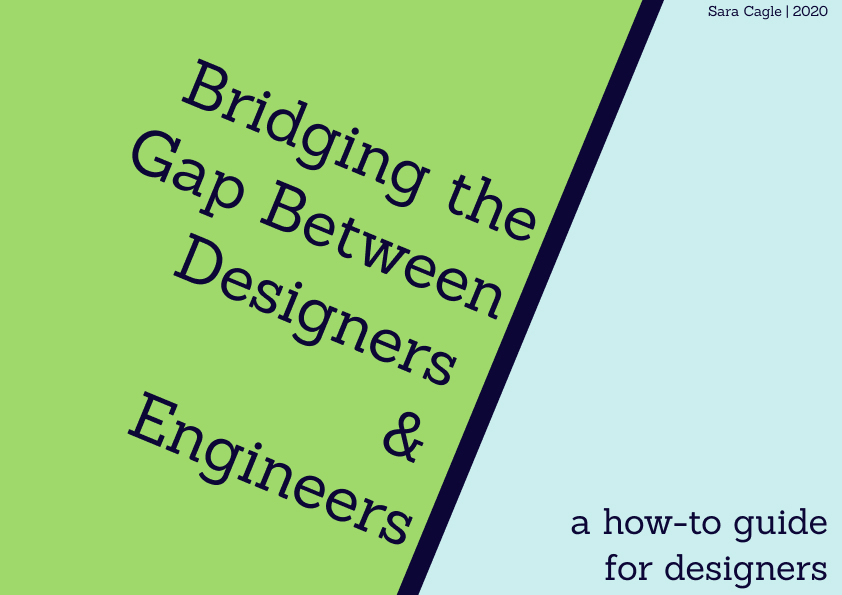 Sara Cagle | 2020
Bridging the
Gap Between
Designers
&
Engineers
a how-to guide
for designers